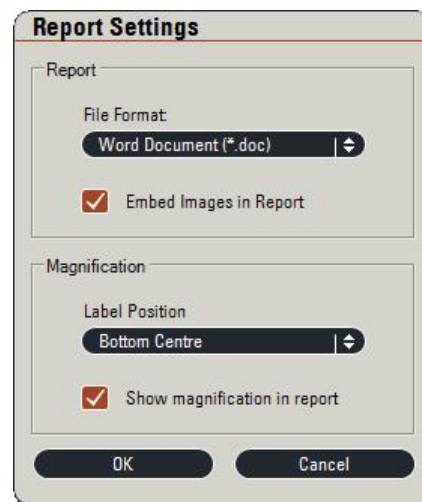 Report Settings
Report
File Format:
Word Document (*.doc)
Embed Images in Report
Magnification
Label Position
Bottom Centre
Show magnification in report
OK Cancel